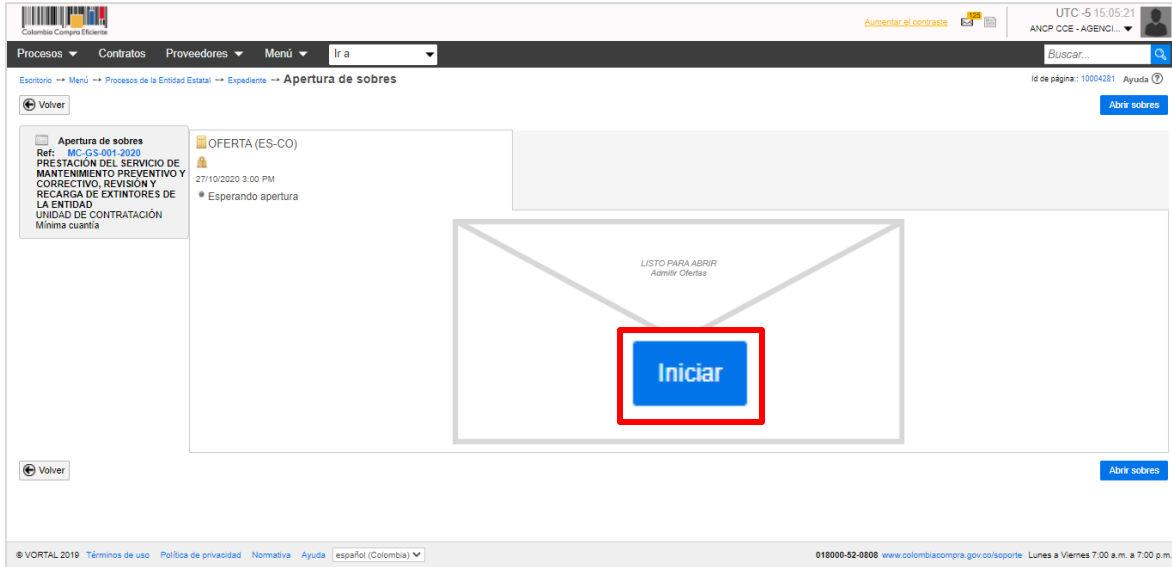 Colombia Compra Eficiente
Aumentar el contraste
125
UTC -5 15:05:21
ANCP CCE - AGENCI...
Procesos Contratos Proveedores Menú Ir a
Buscar...
Escritorio → Menú → Procesos de la Entidad Estatal → Expediente → Apertura de sobres
Id de página:: 10004281 Ayuda ?
Volver
Abrir sobres
Apertura de sobres
Ref: MC-GS-001-2020
PRESTACIÓN DEL SERVICIO DE
MANTENIMIENTO PREVENTIVO Y
CORRECTIVO, REVISIÓN Y
RECARGA DE EXTINTORES DE
LA ENTIDAD
UNIDAD DE CONTRATACIÓN
Mínima cuantía
OFERTA (ES-CO)
27/10/2020 3:00 PM
Esperando apertura
LISTO PARA ABRIR
Admitir Ofertas
Iniciar
Volver
Abrir sobres
© VORTAL 2019 Términos de uso Política de privacidad Normativa Ayuda español (Colombia)
018000-52-0808 www.colombiacompra.gov.co/soporte Lunes a Viernes 7:00 a.m. a 7:00 p.m.